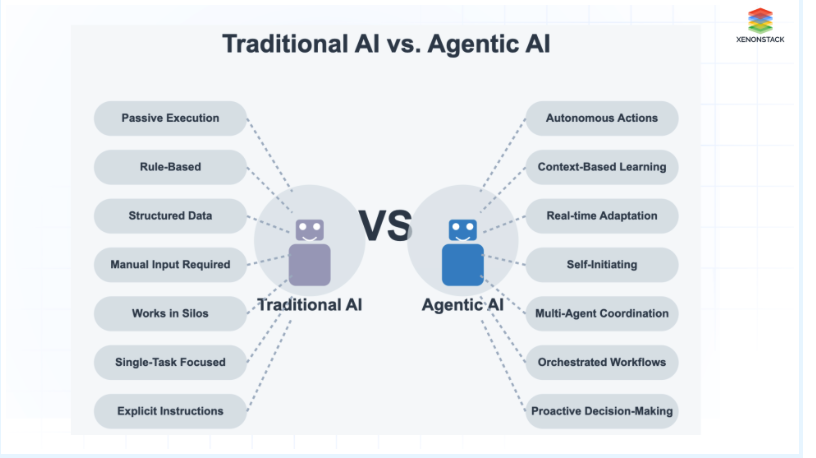 XENONSTACK
Traditional AI vs. Agentic AI
Passive Execution
Rule-Based
Structured Data
Manual Input Required
Works in Silos
Single-Task Focused
Explicit Instructions
VS
Traditional AI
Agentic AI
Autonomous Actions
Context-Based Learning
Real-time Adaptation
Self-Initiating
Multi-Agent Coordination
Orchestrated Workflows
Proactive Decision-Making